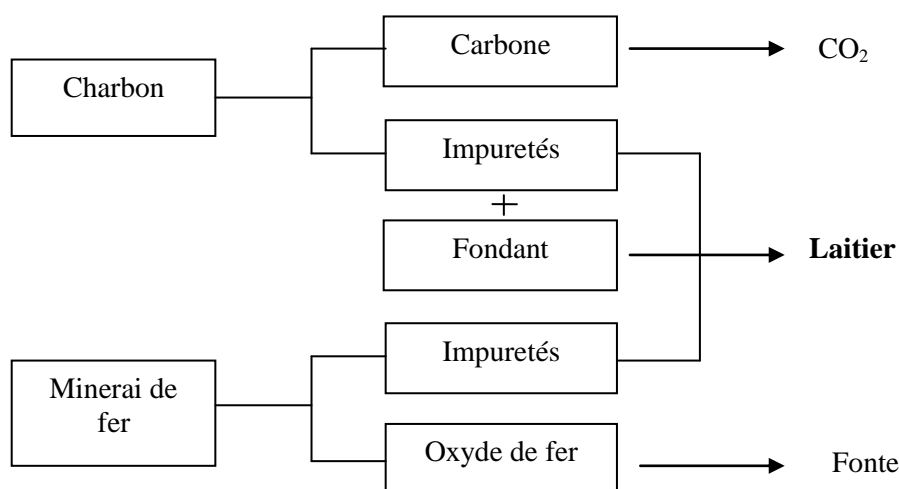 Carbone
CO₂
Charbon
Impuretés
+
Fondant
Laitier
Impuretés
Minerai de
fer
Oxyde de fer
Fonte